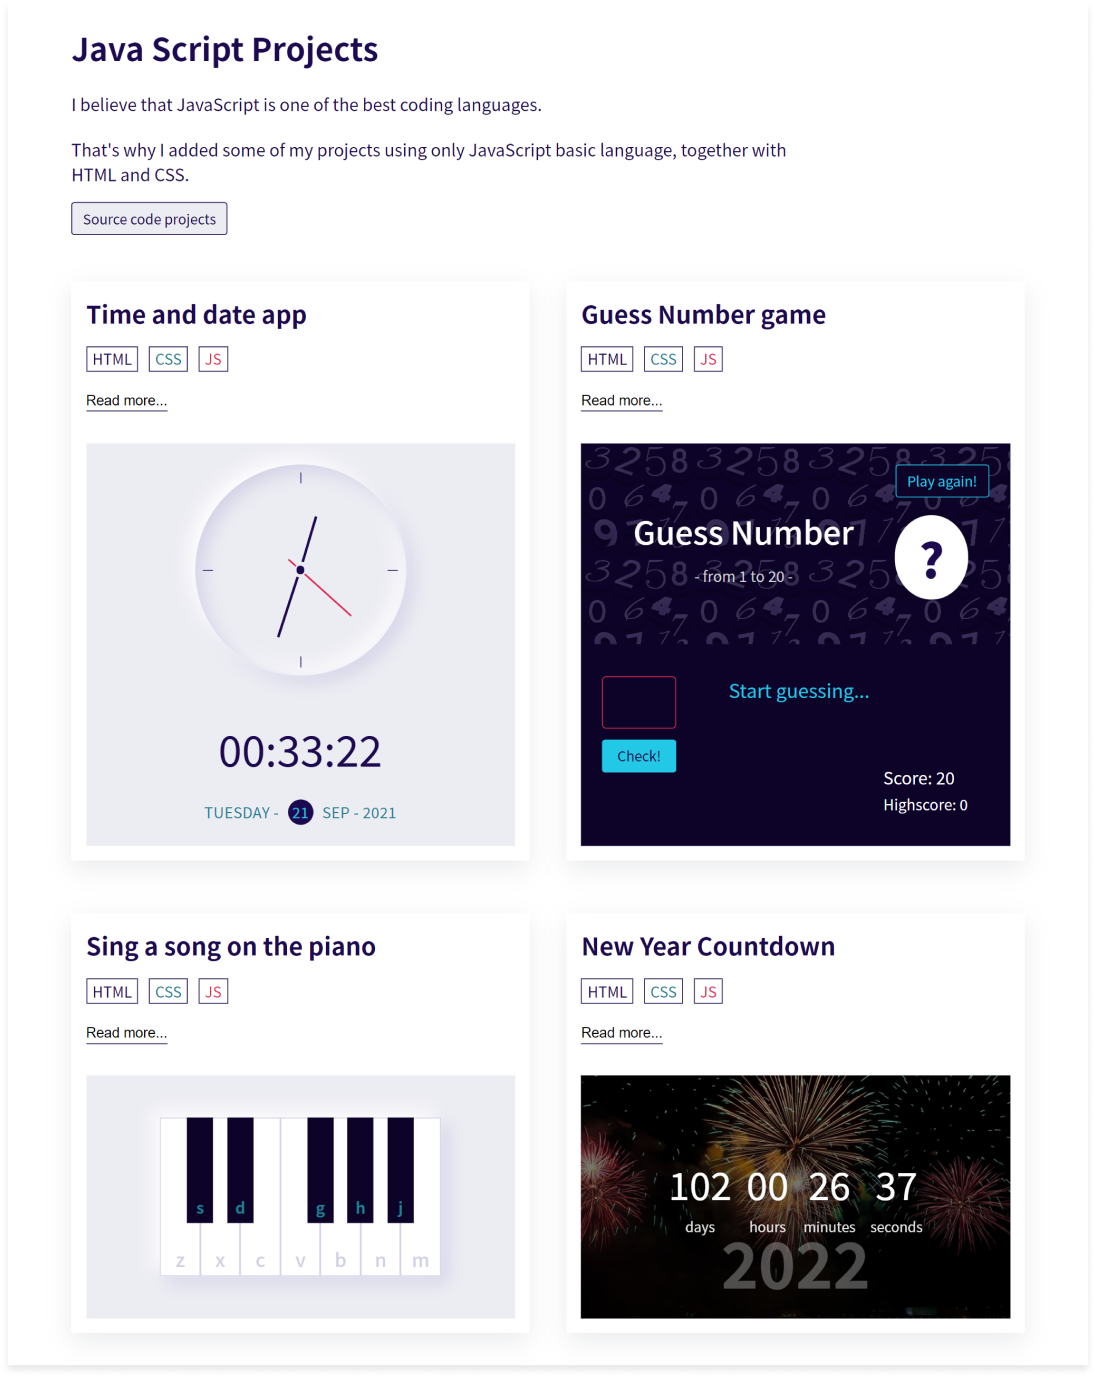 Java Script Projects
I believe that JavaScript is one of the best coding languages.
That's why I added some of my projects using only JavaScript basic language, together with
HTML and CSS.
Source code projects
Time and date app
HTML CSS JS
Read more...
00:33:22
TUESDAY - 21 SEP - 2021
Guess Number game
HTML CSS JS
Read more...
Play again!
Guess Number
?
- from 1 to 20 -
Start guessing...
Check!
Score: 20
Highscore: 0
Sing a song on the piano
HTML CSS JS
Read more...
s d g h j
z x c v b n m
New Year Countdown
HTML CSS JS
Read more...
102 00 26 37
days hours minutes seconds
2022